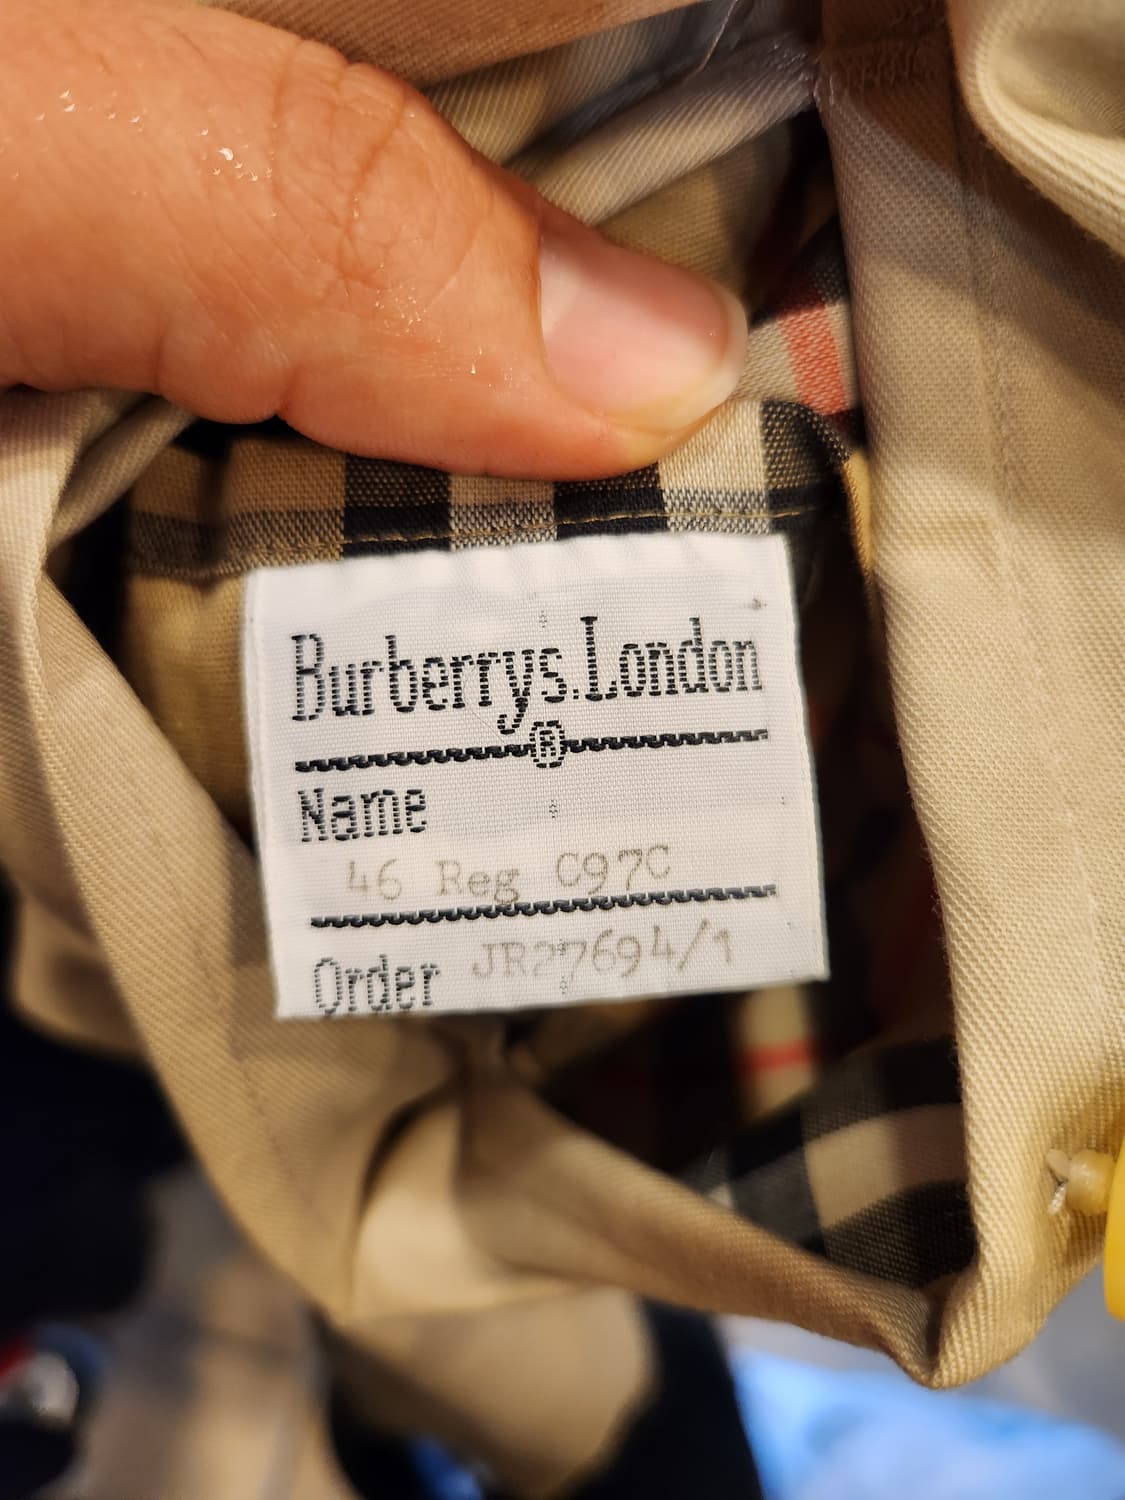 Burberrys.London
®
Name
46 Reg C97C
Order JR27694/1